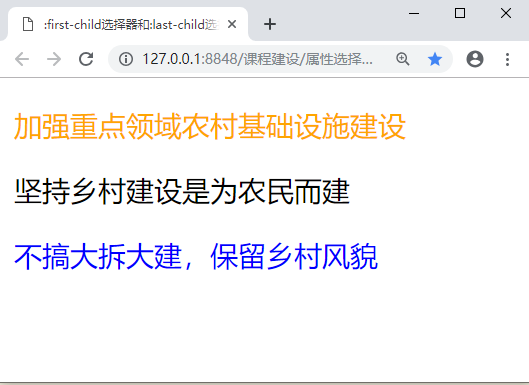 :first-child选择器和:last-child选
127.0.0.1:8848/课程建设/属性选择...
加强重点领域农村基础设施建设
坚持乡村建设是为农民而建
不搞大拆大建，保留乡村风貌